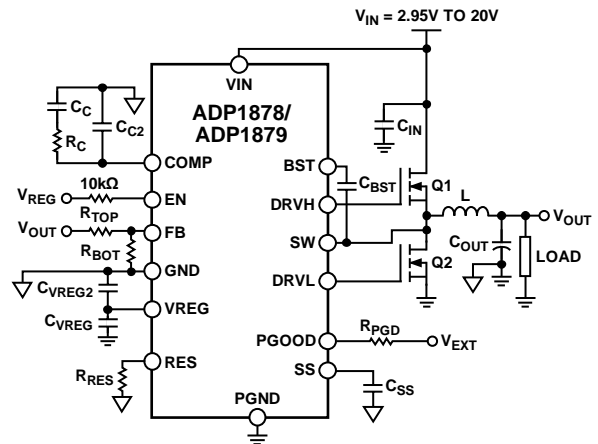 V_IN = 2.95V TO 20V
VIN
ADP1878/
ADP1879
C_C
C_C2
R_C
C_IN
COMP
BST
10kΩ
V_REG
EN
C_BST
Q1
L
DRVH
R_TOP
V_OUT
FB
V_OUT
R_BOT
SW
C_OUT
LOAD
GND
Q2
C_VREG2
DRVL
VREG
C_VREG
R_PGD
PGOOD
V_EXT
RES
SS
R_RES
PGND
C_SS